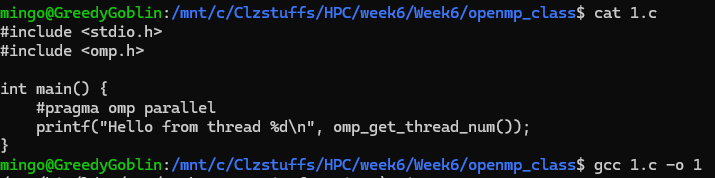 mingo@GreedyGoblin:/mnt/c/Clzstuffs/HPC/week6/Week6/openmp_class$ cat 1.c
#include <stdio.h>
#include <omp.h>
int main() {
    #pragma omp parallel
    printf("Hello from thread %d\n", omp_get_thread_num());
}
mingo@GreedyGoblin:/mnt/c/Clzstuffs/HPC/week6/Week6/openmp_class$ gcc 1.c -o 1